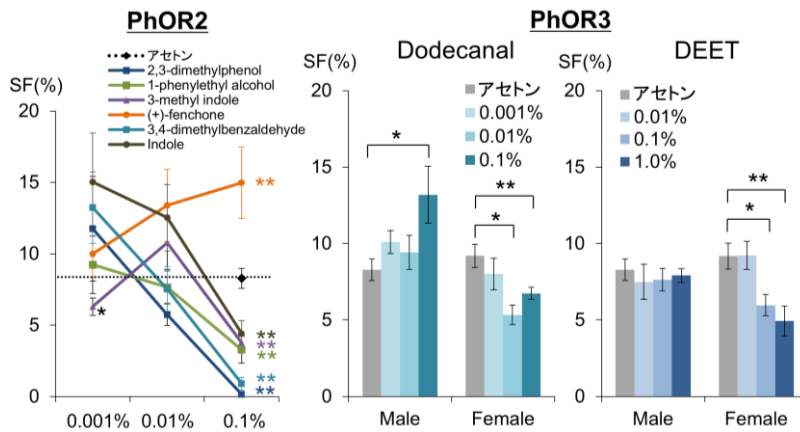 PhOR2
アセトン
2,3-dimethylphenol
1-phenylethyl alcohol
3-methyl indole
(+)-fenchone
3,4-dimethylbenzaldehyde
Indole
SF(%)
20
15
10
5
0
**
*
**
**
**
**
**
0.001% 0.01% 0.1%
PhOR3
Dodecanal
SF(%)
アセトン
0.001%
0.01%
0.1%
20
15
10
5
0
*
**
*
Male Female
DEET
SF(%)
アセトン
0.01%
0.1%
1.0%
20
15
10
5
0
**
*
Male Female